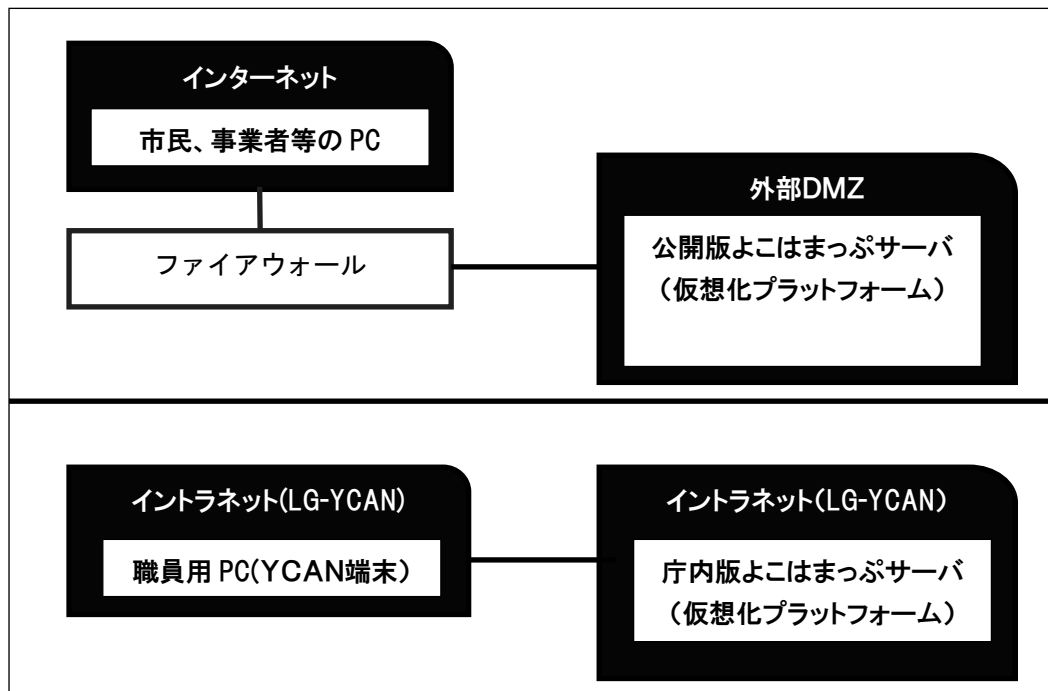 インターネット
市民、事業者等の PC
ファイアウォール
外部DMZ
公開版よこはまっぷサーバ
（仮想化プラットフォーム）
イントラネット(LG-YCAN)
職員用 PC(YCAN端末）
イントラネット(LG-YCAN）
庁内版よこはまっぷサーバ
（仮想化プラットフォーム）